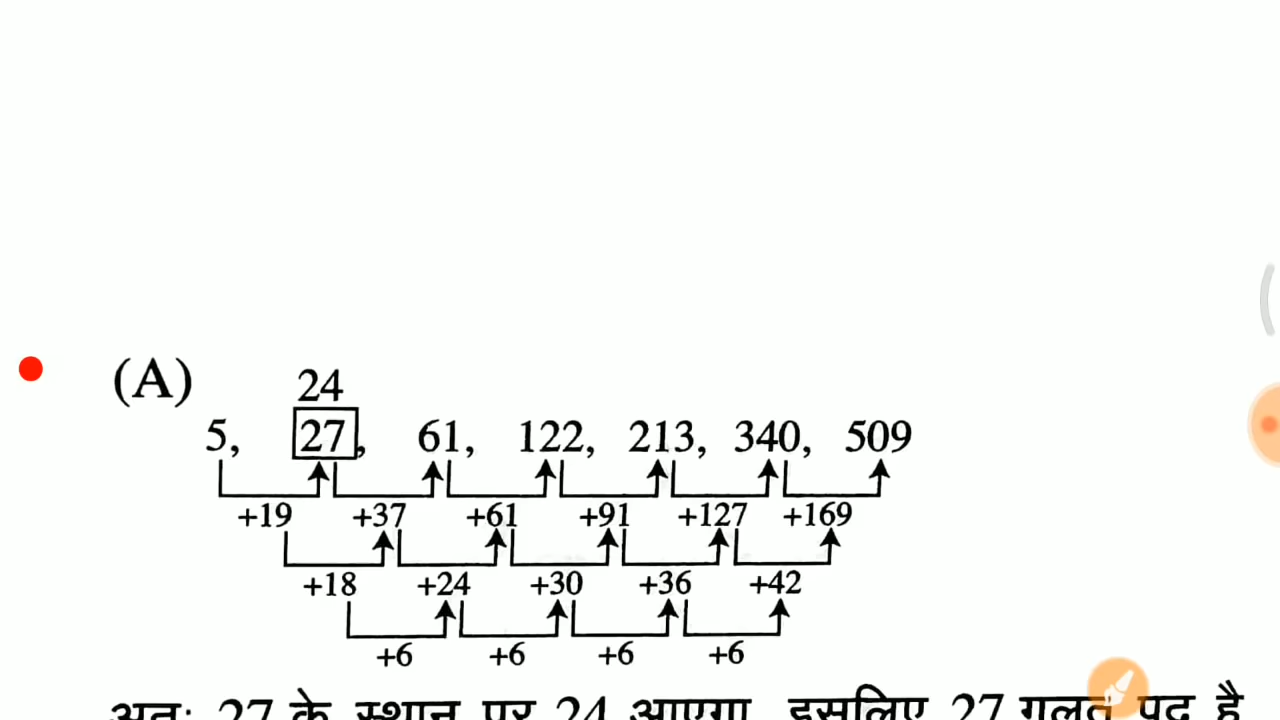 (A)
24
5, 27, 61, 122, 213, 340, 509
+19 +37 +61 +91 +127 +169
+18 +24 +30 +36 +42
+6 +6 +6 +6
अतः 27 के स्थान पर 24 आएगा, इसलिए 27 गलत पद है